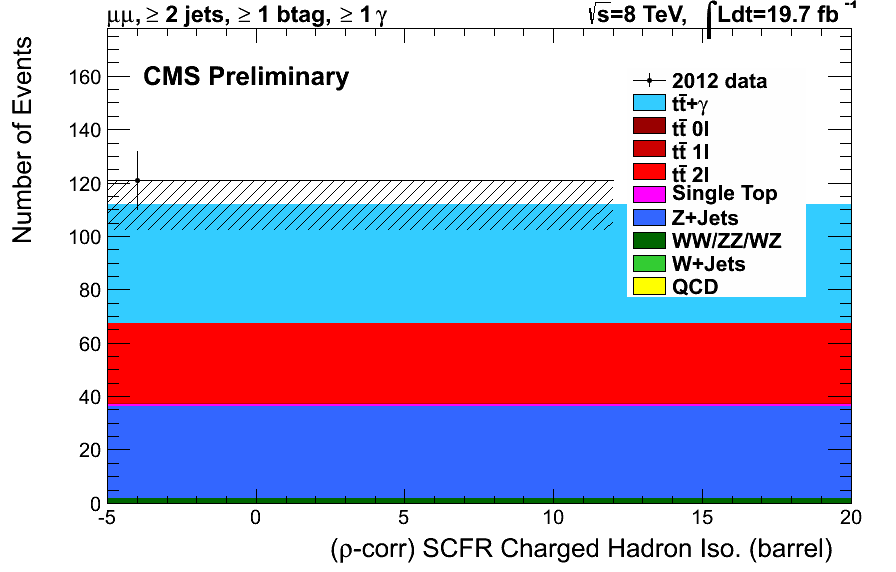 μμ, ≥ 2 jets, ≥ 1 btag, ≥ 1 γ
√s=8 TeV, ∫Ldt=19.7 fb⁻¹
CMS Preliminary
2012 data
tt̄+γ
tt̄ 0l
tt̄ 1l
tt̄ 2l
Single Top
Z+Jets
WW/ZZ/WZ
W+Jets
QCD
Number of Events
160
140
120
100
80
60
40
20
0
-5 0 5 10 15 20
(ρ-corr) SCFR Charged Hadron Iso. (barrel)